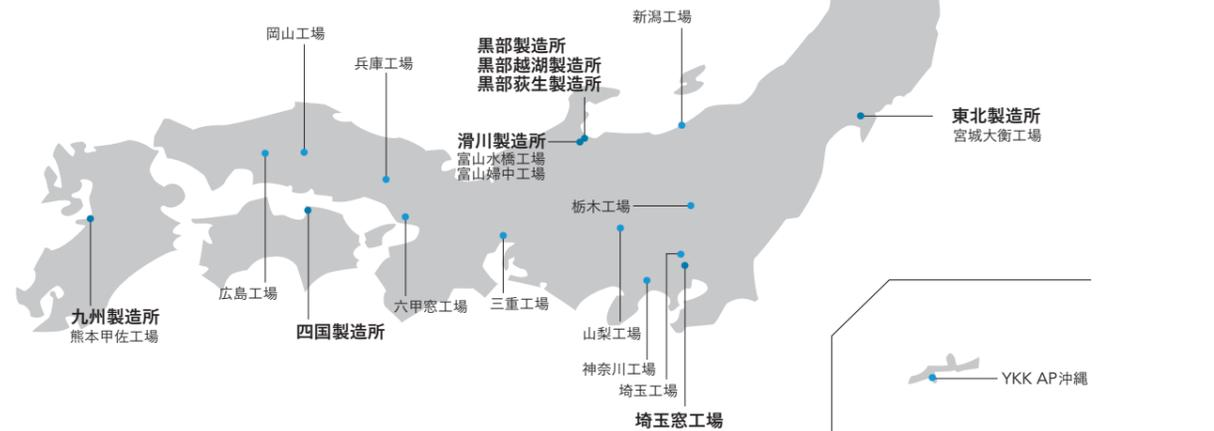 新潟工場
岡山工場
兵庫工場
黒部製造所
黒部越湖製造所
黒部荻生製造所
滑川製造所
富山水橋工場
富山婦中工場
東北製造所
宮城大衡工場
栃木工場
広島工場
六甲窓工場
三重工場
九州製造所
熊本甲佐工場
四国製造所
山梨工場
神奈川工場
埼玉工場
埼玉窓工場
YKK AP沖縄